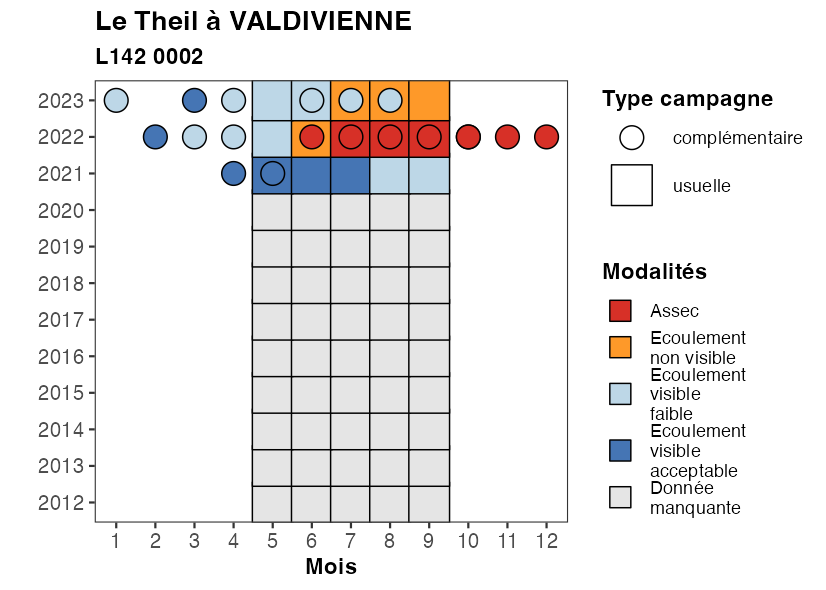 Le Theil à VALDIVIENNE
L142 0002
2023
2022
2021
2020
2019
2018
2017
2016
2015
2014
2013
2012
1 2 3 4 5 6 7 8 9 10 11 12
Mois
Type campagne
complémentaire
usuelle
Modalités
Assec
Ecoulement
non visible
Ecoulement
visible
faible
Ecoulement
visible
acceptable
Donnée
manquante